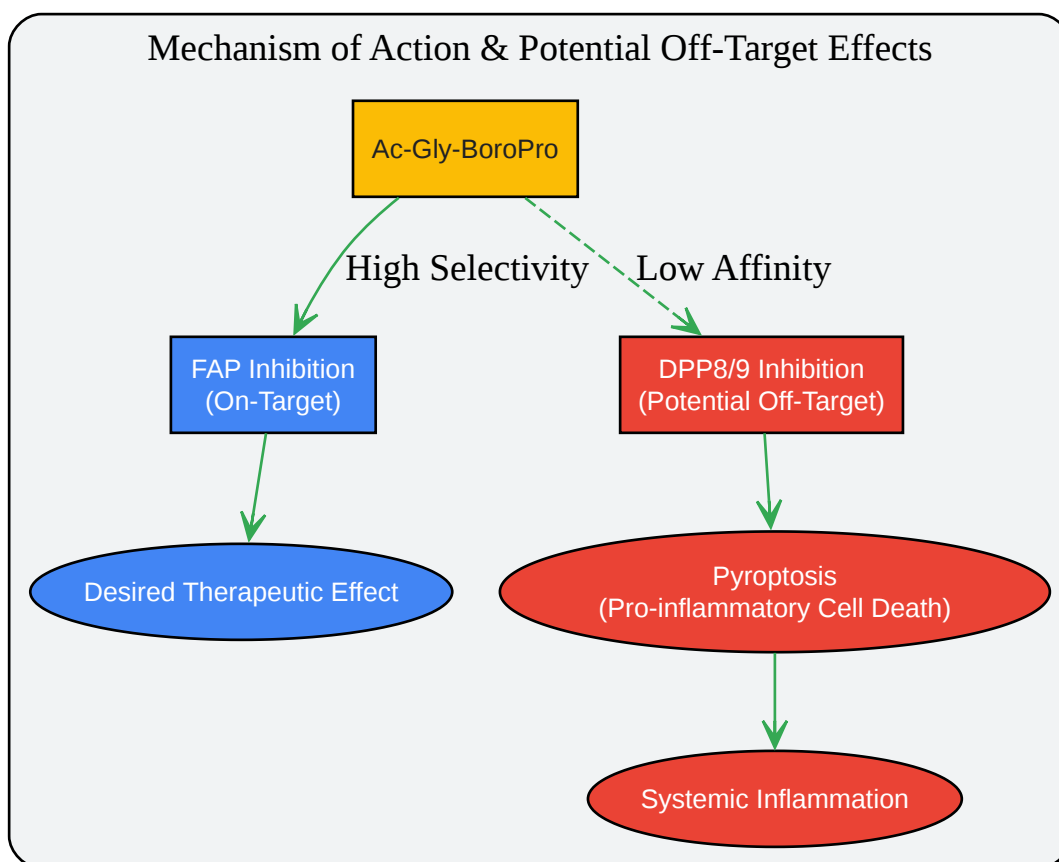 Mechanism of Action & Potential Off-Target Effects
Ac-Gly-BoroPro
High Selectivity
Low Affinity
FAP Inhibition
(On-Target)
DPP8/9 Inhibition
(Potential Off-Target)
Desired Therapeutic Effect
Pyroptosis
(Pro-inflammatory Cell Death)
Systemic Inflammation